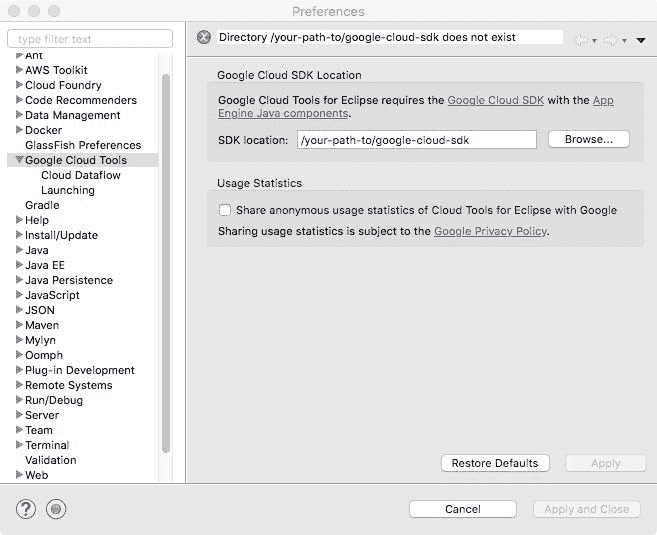 Preferences
type filter text
Directory /your-path-to/google-cloud-sdk does not exist
Ant
AWS Toolkit
Cloud Foundry
Code Recommenders
Data Management
Docker
GlassFish Preferences
Google Cloud Tools
Cloud Dataflow
Launching
Gradle
Help
Install/Update
Java
Java EE
Java Persistence
JavaScript
JSON
Maven
Mylyn
Oomph
Plug-in Development
Remote Systems
Run/Debug
Server
Team
Terminal
Validation
Web
Google Cloud SDK Location
Google Cloud Tools for Eclipse requires the Google Cloud SDK with the App
Engine Java components.
SDK location: /your-path-to/google-cloud-sdk Browse...
Usage Statistics
Share anonymous usage statistics of Cloud Tools for Eclipse with Google
Sharing usage statistics is subject to the Google Privacy Policy.
Restore Defaults Apply
? Cancel Apply and Close